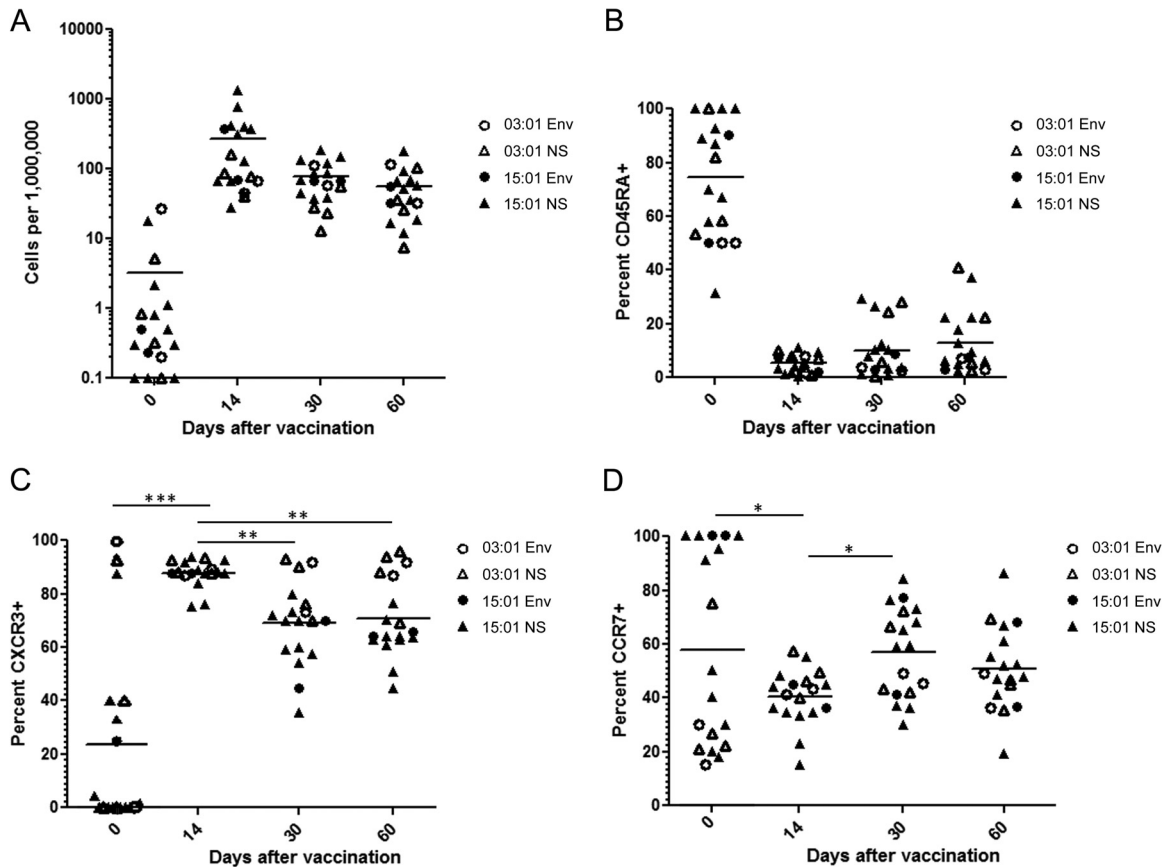 A
Cells per 1,000,000
10000
1000
100
10
1
0.1
0
14
30
60
Days after vaccination
03:01 Env
03:01 NS
15:01 Env
15:01 NS
B
Percent CD45RA+
100
80
60
40
20
0
0
14
30
60
Days after vaccination
03:01 Env
03:01 NS
15:01 Env
15:01 NS
C
Percent CXCR3+
100
80
60
40
20
0
***
**
**
0
14
30
60
Days after vaccination
03:01 Env
03:01 NS
15:01 Env
15:01 NS
D
Percent CCR7+
100
80
60
40
20
0
*
*
0
14
30
60
Days after vaccination
03:01 Env
03:01 NS
15:01 Env
15:01 NS